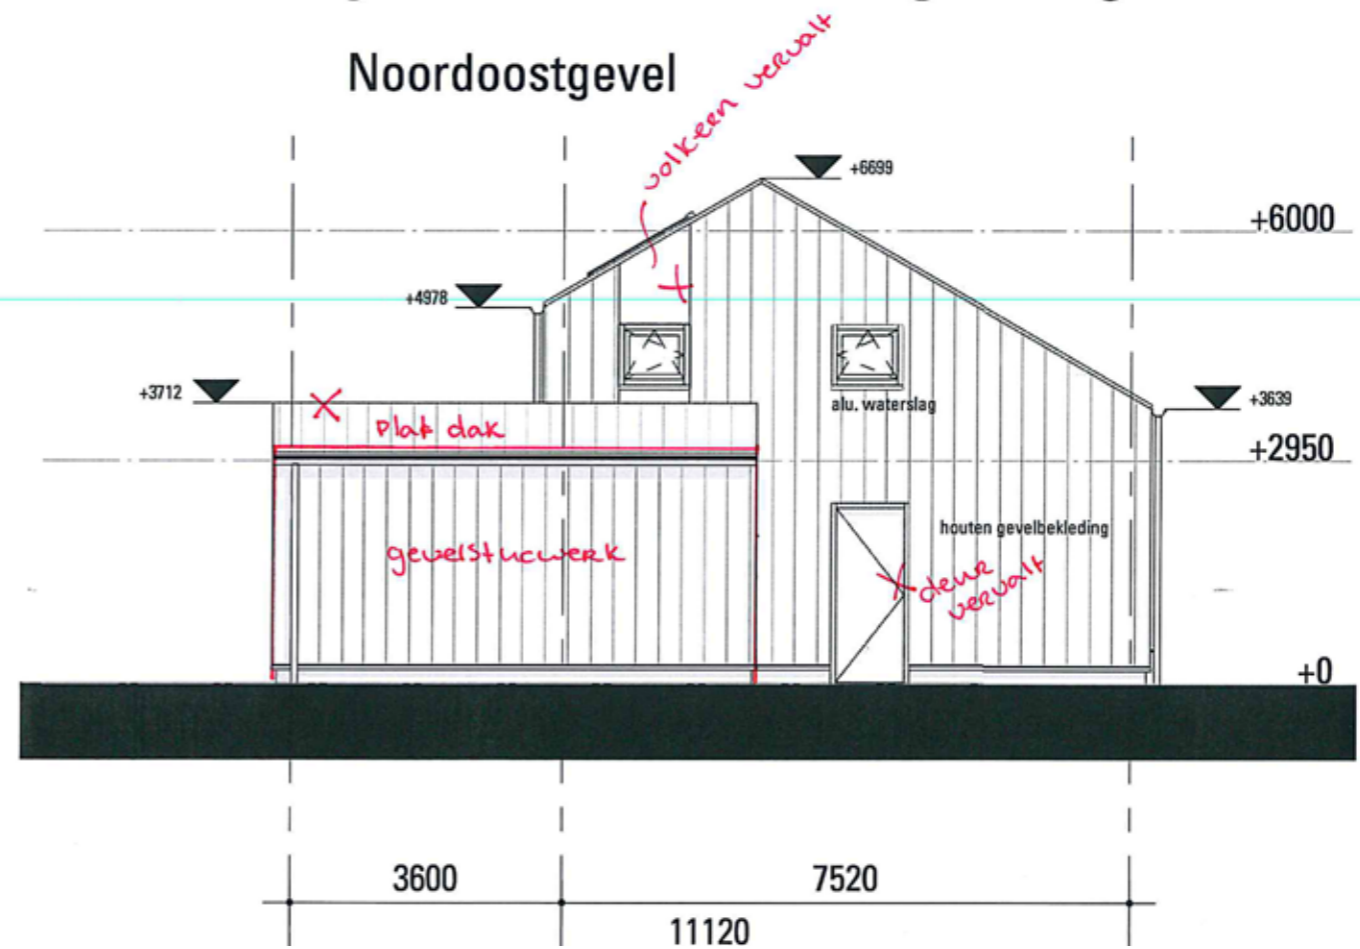 Noordoostgevel
volkeen vervalt
+6699
+6000
+4978
+3712
plat dak
alu. waterslag
+3639
+2950
houten gevelbekleding
gevelstucwerk
deur
vervalt
+0
3600
7520
11120